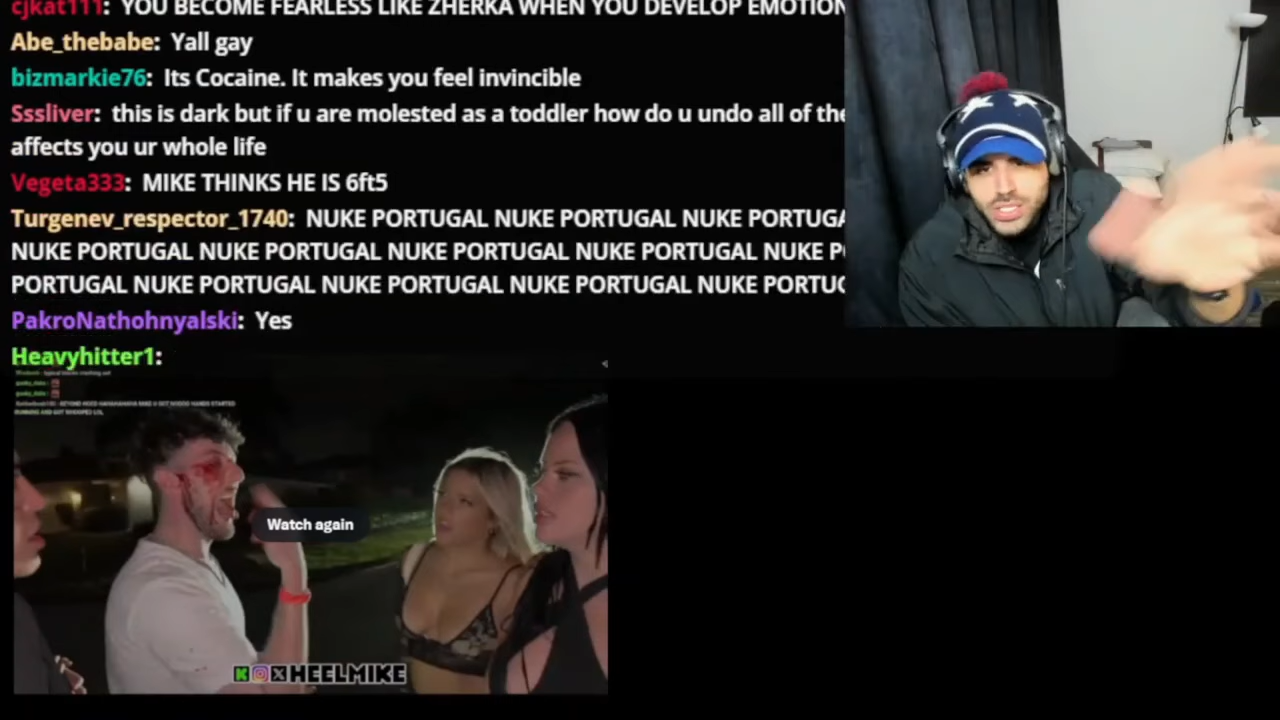 cjkat111: YOU BECOME FEARLESS LIKE ZHERKA WHEN YOU DEVELOP EMOTION
Abe_thebabe: Yall gay
bizmarkie76: Its Cocaine. It makes you feel invincible
Sssliver: this is dark but if u are molested as a toddler how do u undo all of the
affects you ur whole life
Vegeta333: MIKE THINKS HE IS 6ft5
Turgenev_respector_1740: NUKE PORTUGAL NUKE PORTUGAL NUKE PORTUGA
NUKE PORTUGAL NUKE PORTUGAL NUKE PORTUGAL NUKE PORTUGAL NUKE P
PORTUGAL NUKE PORTUGAL NUKE PORTUGAL NUKE PORTUGAL NUKE PORTUG
PakroNathohnyalski: Yes
Heavyhitter1:
Watch again
HEELMIKE